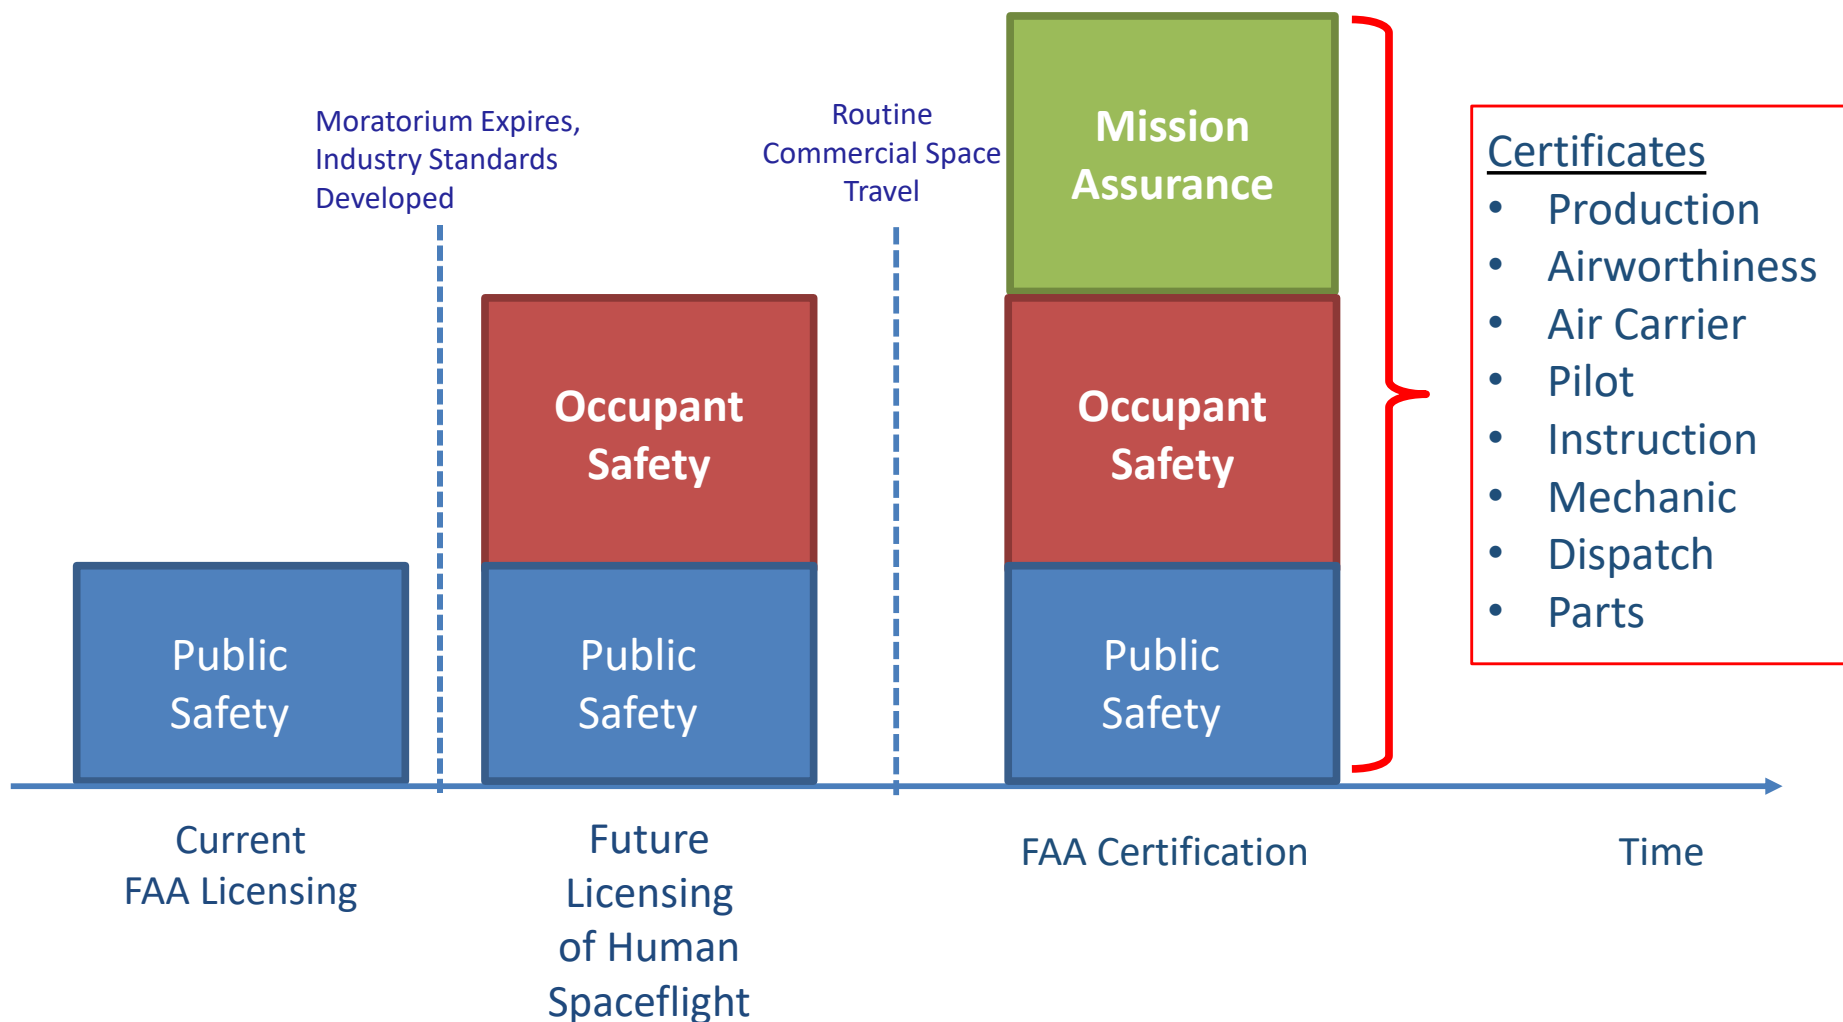 Moratorium Expires,
Industry Standards
Developed
Routine
Commercial Space
Travel
Mission
Assurance
Occupant
Safety
Occupant
Safety
Public
Safety
Public
Safety
Public
Safety
Certificates
• Production
• Airworthiness
• Air Carrier
• Pilot
• Instruction
• Mechanic
• Dispatch
• Parts
Current
FAA Licensing
Future
Licensing
of Human
Spaceflight
FAA Certification
Time